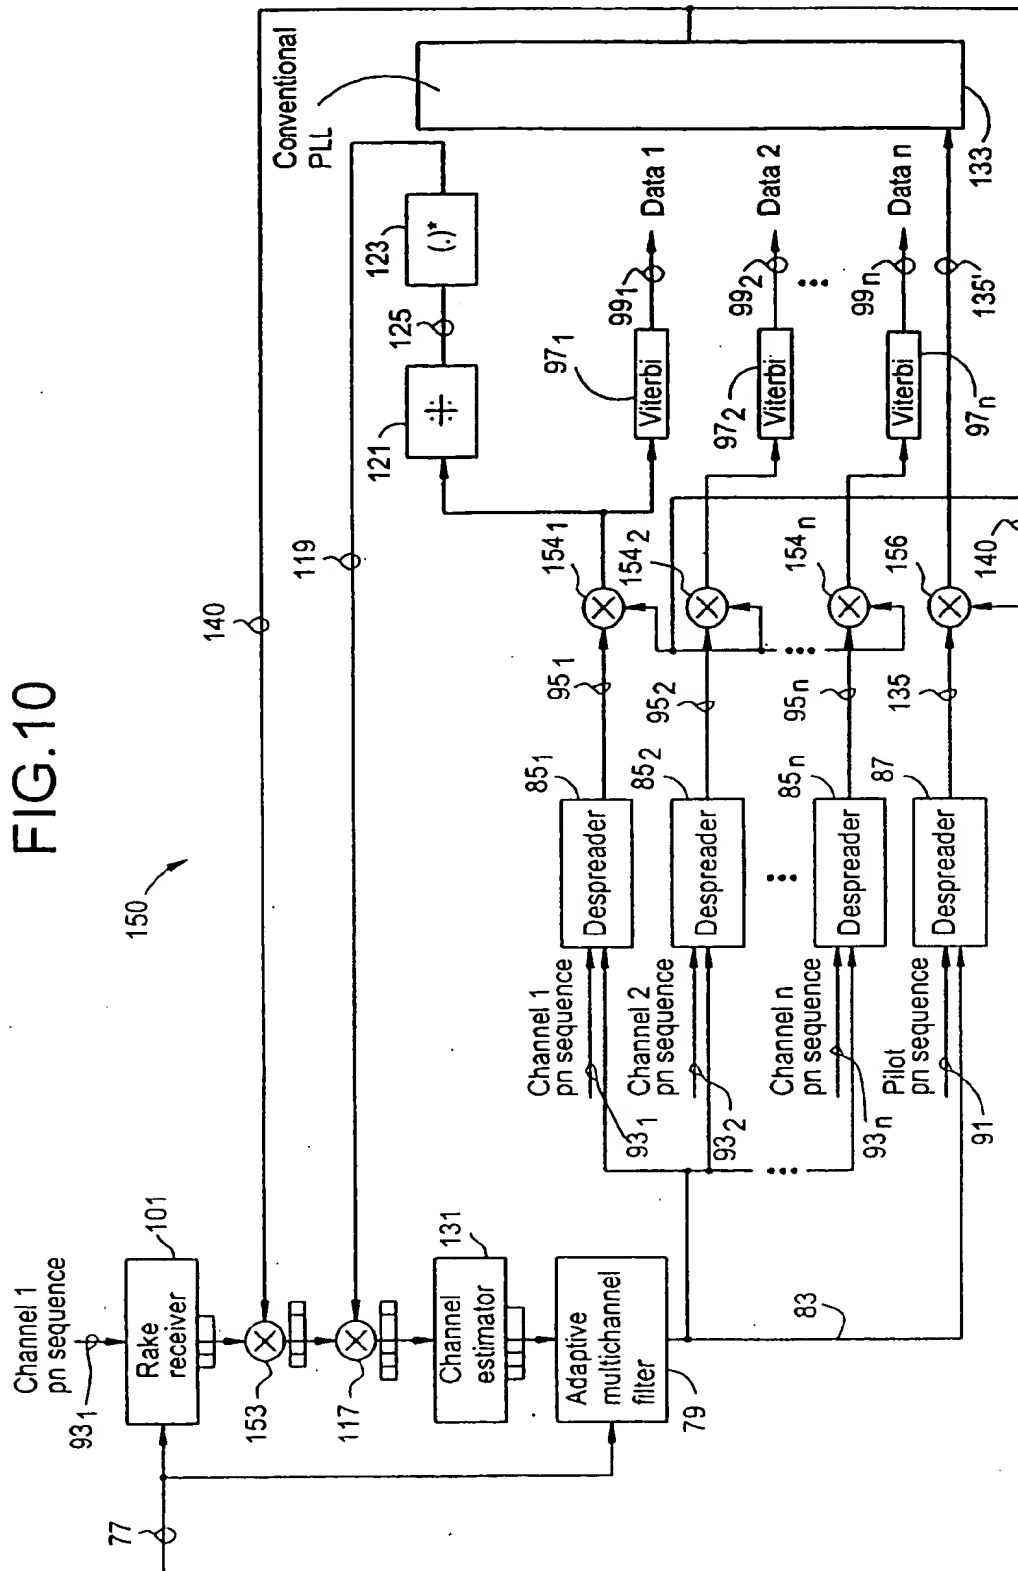 FIG.10
150
Channel 1
pn sequence
93₁
77
101
Rake
receiver
153
117
140
119
131
Channel
estimator
Adaptive
multichannel
filter
79
83
Channel 1
pn sequence
93₁
Channel 2
pn sequence
93₂
Channel n
pn sequence
93n
Pilot
pn sequence
91
85₁
Despreader
85₂
Despreader
85n
Despreader
87
Despreader
95₁
95₂
95n
135
154₁
154₂
154n
156
140
121
÷
125
123
(.)*
97₁
Viterbi
97₂
Viterbi
97n
Viterbi
99₁
Data 1
99₂
Data 2
99n
Data n
135'
Conventional
PLL
133